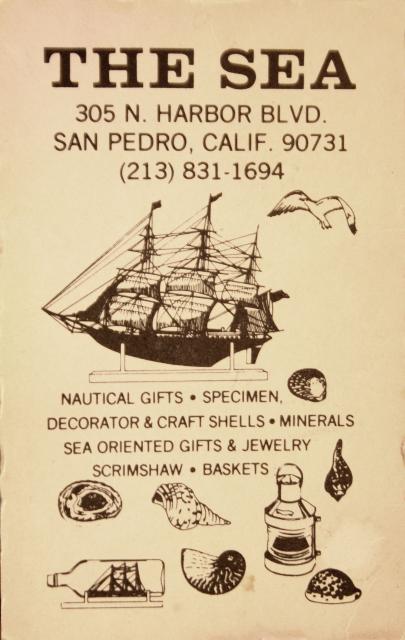 THE SEA
305 N. HARBOR BLVD.
SAN PEDRO, CALIF. 90731
(213) 831-1694
NAUTICAL GIFTS • SPECIMEN,
DECORATOR & CRAFT SHELLS • MINERALS
SEA ORIENTED GIFTS & JEWELRY
SCRIMSHAW • BASKETS